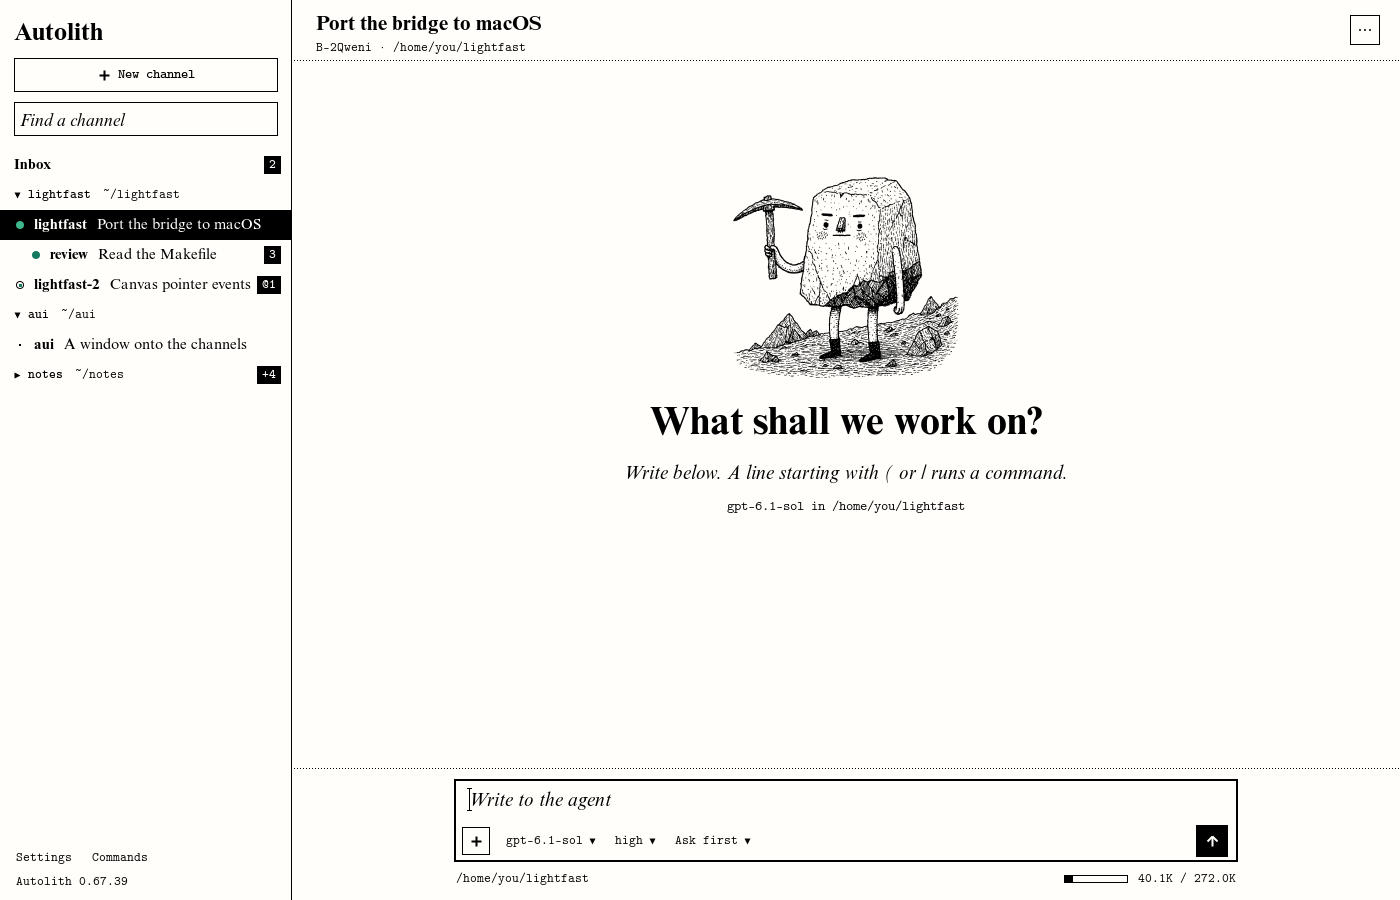 Autolith
+ New channel
Find a channel
Inbox 2
▼ lightfast ~/lightfast
lightfast Port the bridge to macOS
review Read the Makefile 3
lightfast-2 Canvas pointer events @1
▼ aui ~/aui
· aui A window onto the channels
► notes ~/notes +4
Settings Commands
Autolith 0.67.39
Port the bridge to macOS
B-2Qweni · /home/you/lightfast
...
What shall we work on?
Write below. A line starting with ( or / runs a command.
gpt-6.1-sol in /home/you/lightfast
Write to the agent
+ gpt-6.1-sol ▼ high ▼ Ask first ▼
/home/you/lightfast 40.1K / 272.0K